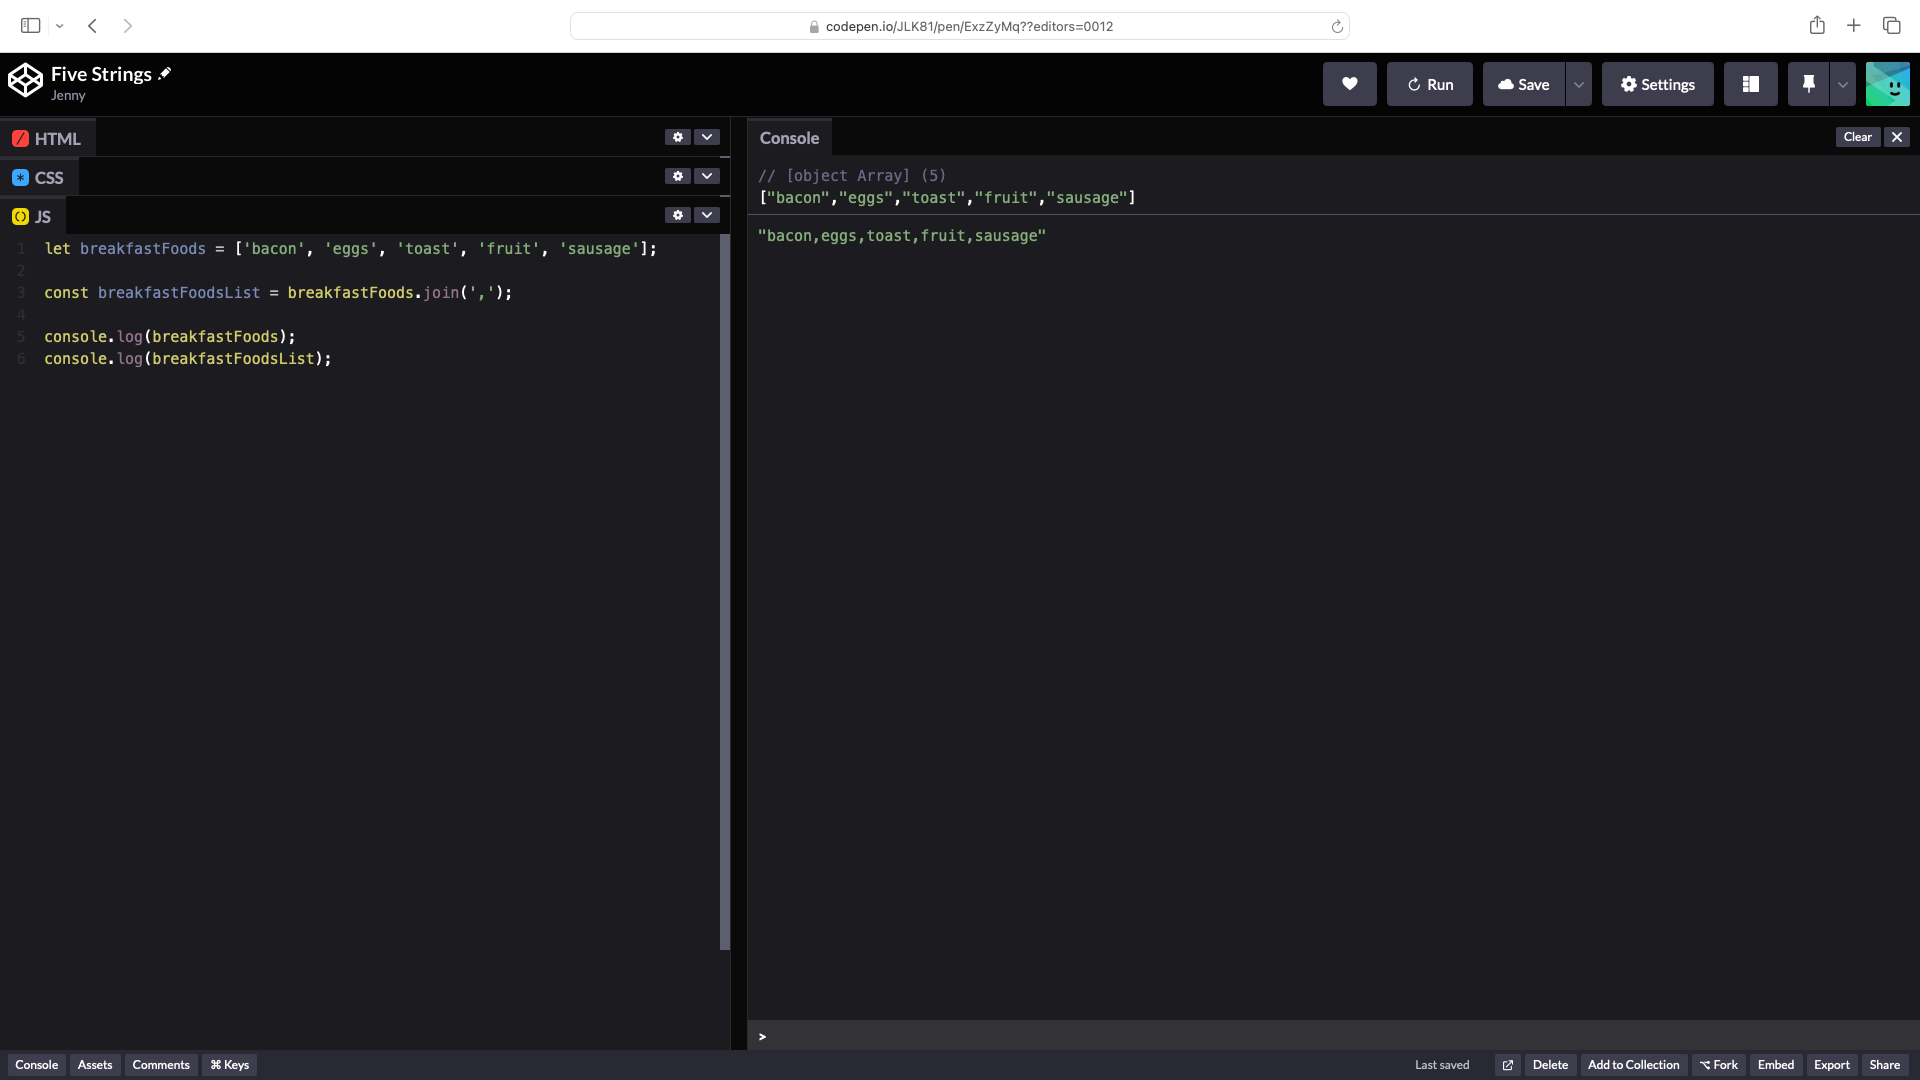 codepen.io/JLK81/pen/ExzZyMq??editors=0012
Five Strings
Jenny
Run
Save
Settings
HTML
CSS
JS
1 let breakfastFoods = ['bacon', 'eggs', 'toast', 'fruit', 'sausage'];
2
3 const breakfastFoodsList = breakfastFoods.join(',');
4
5 console.log(breakfastFoods);
6 console.log(breakfastFoodsList);
Console
Clear
// [object Array] (5)
["bacon","eggs","toast","fruit","sausage"]
"bacon,eggs,toast,fruit,sausage"
>
Console Assets Comments ⌘ Keys
Last saved Delete Add to Collection Fork Embed Export Share